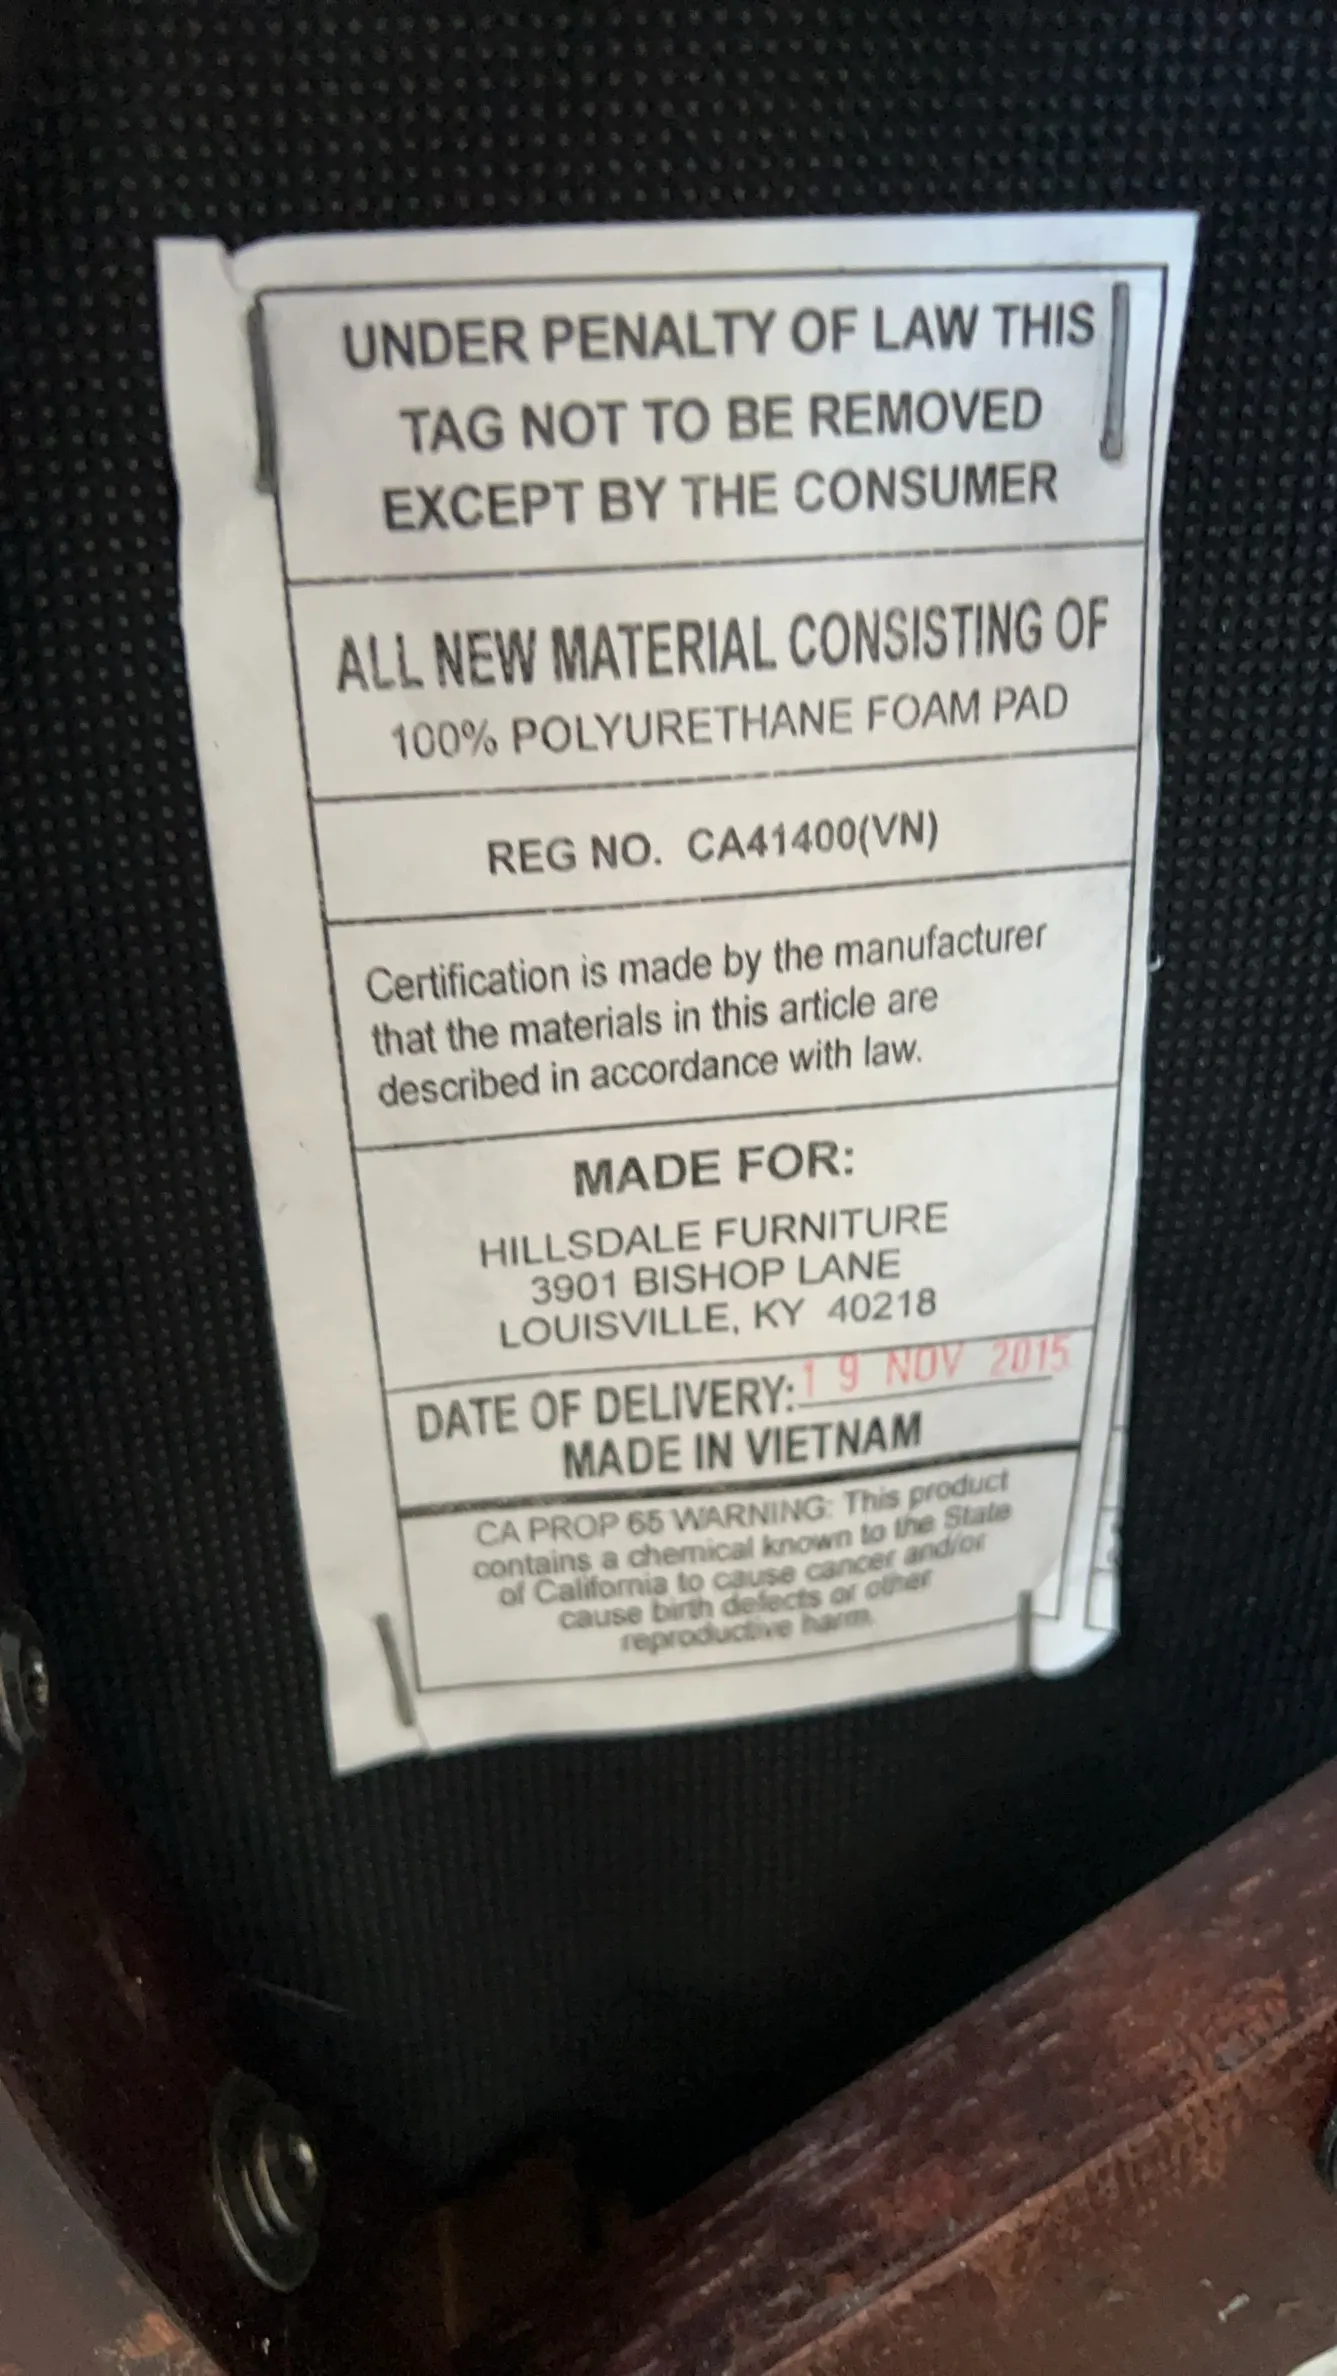 UNDER PENALTY OF LAW THIS
TAG NOT TO BE REMOVED
EXCEPT BY THE CONSUMER
ALL NEW MATERIAL CONSISTING OF
100% POLYURETHANE FOAM PAD
REG NO. CA41400(VN)
Certification is made by the manufacturer
that the materials in this article are
described in accordance with law.
MADE FOR:
HILLSDALE FURNITURE
3901 BISHOP LANE
LOUISVILLE, KY 40218
DATE OF DELIVERY: 19 NOV 2015
MADE IN VIETNAM
CA PROP 65 WARNING: This product
contains a chemical known to the State
of California to cause cancer and/or
cause birth defects or other
reproductive harm.